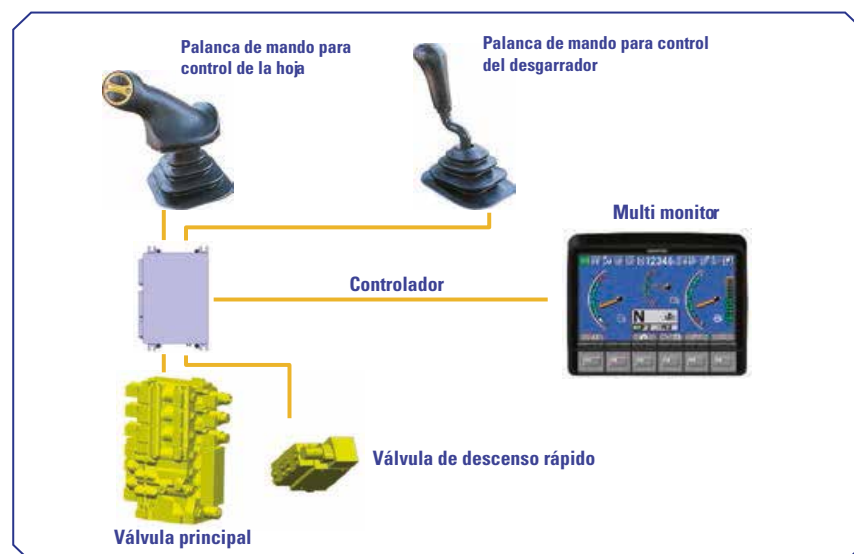 Palanca de mando para
control de la hoja
Palanca de mando para control
del desgarrador
Multi monitor
Controlador
N
Válvula de descenso rápido
Válvula principal